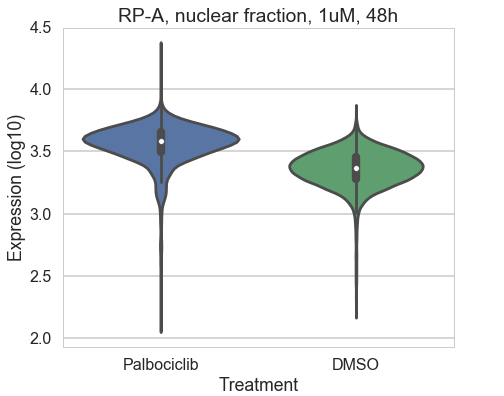 RP-A, nuclear fraction, 1uM, 48h
4.5
4.0
3.5
3.0
2.5
2.0
Expression (log10)
Palbociclib
DMSO
Treatment